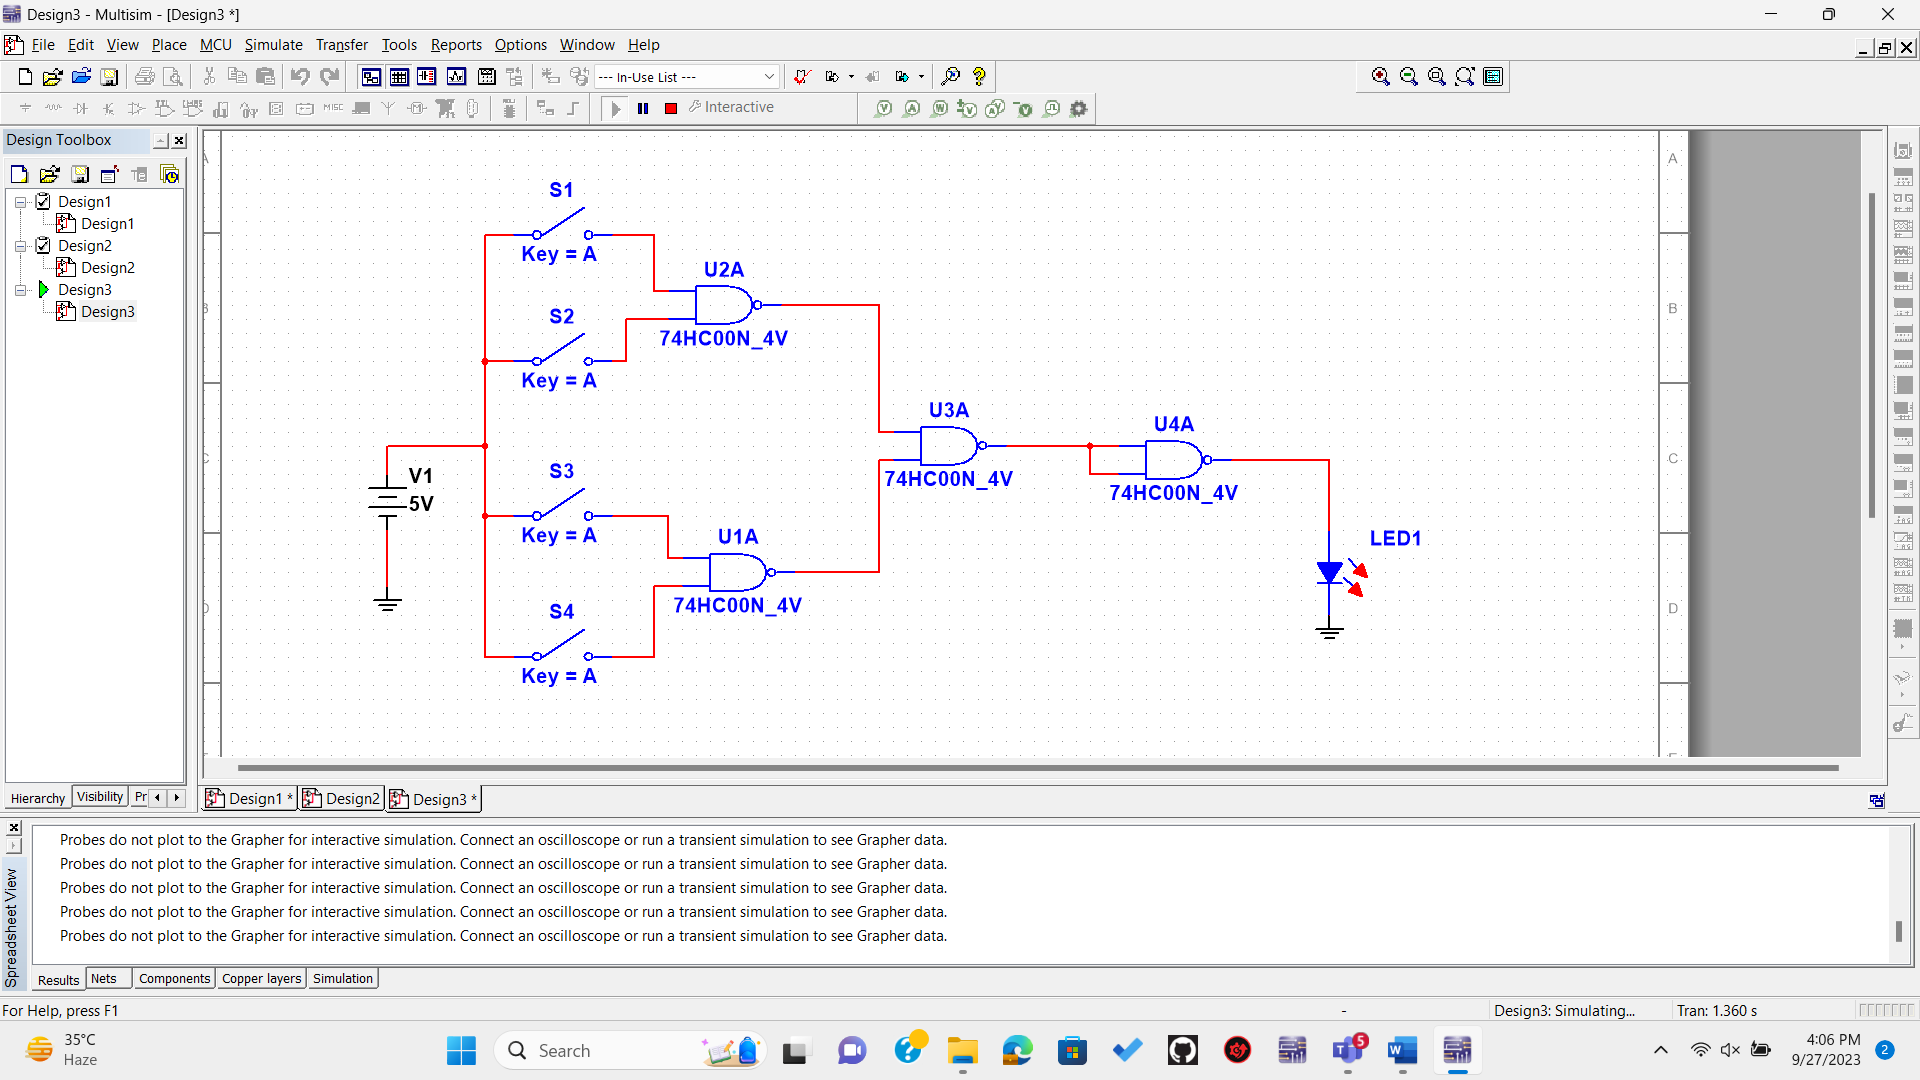 Design3 - Multisim - [Design3 *]
File Edit View Place MCU Simulate Transfer Tools Reports Options Window Help
--- In-Use List ---
MISC
Interactive
Design Toolbox
Design1
Design1
Design2
Design2
Design3
Design3
Hierarchy Visibility Pr
A
B
C
D
A
B
C
D
S1
Key = A
S2
Key = A
S3
Key = A
S4
Key = A
V1
5V
U2A
74HC00N_4V
U1A
74HC00N_4V
U3A
74HC00N_4V
U4A
74HC00N_4V
LED1
Design1 * Design2 Design3 *
Spreadsheet View
Probes do not plot to the Grapher for interactive simulation. Connect an oscilloscope or run a transient simulation to see Grapher data.
Probes do not plot to the Grapher for interactive simulation. Connect an oscilloscope or run a transient simulation to see Grapher data.
Probes do not plot to the Grapher for interactive simulation. Connect an oscilloscope or run a transient simulation to see Grapher data.
Probes do not plot to the Grapher for interactive simulation. Connect an oscilloscope or run a transient simulation to see Grapher data.
Probes do not plot to the Grapher for interactive simulation. Connect an oscilloscope or run a transient simulation to see Grapher data.
Results Nets Components Copper layers Simulation
For Help, press F1
-
Design3: Simulating...
Tran: 1.360 s
35°C
Haze
Search
5
4:06 PM
9/27/2023
2